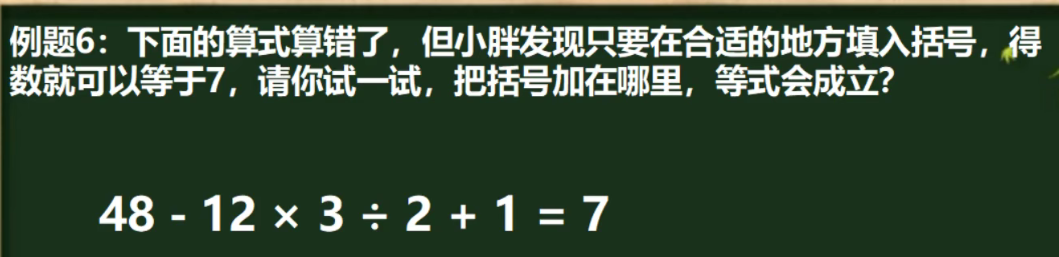 例题6：下面的算式算错了，但小胖发现只要在合适的地方填入括号，得
数就可以等于7，请你试一试，把括号加在哪里，等式会成立？
48 - 12 × 3 ÷ 2 + 1 = 7